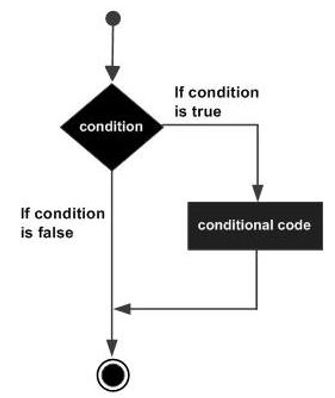 If condition
is true
condition
If condition
is false
conditional code